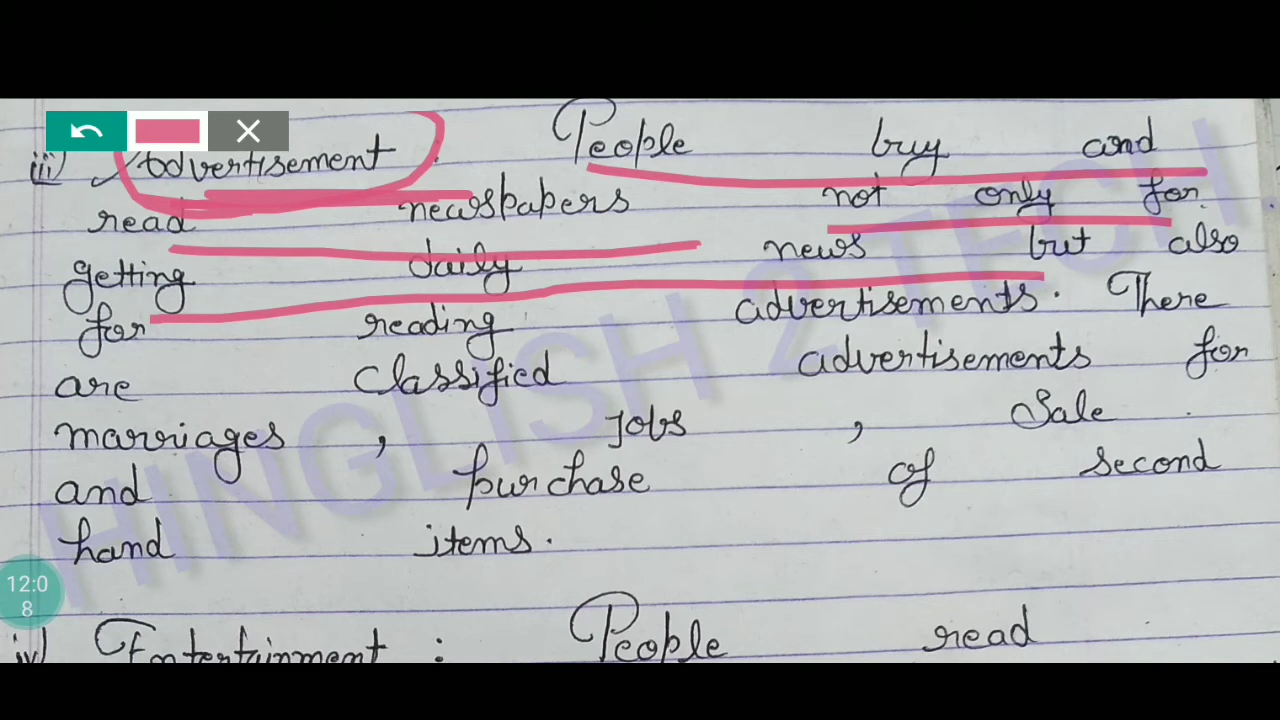 iii) Advertisement : People buy and
read newspapers not only for
getting daily news but also
for reading advertisements. There
are classified advertisements for
marriages , jobs , Sale
and purchase of second
hand items.
iv) Entertainment : People read
HINGLISH 2 TECH
12:0
8